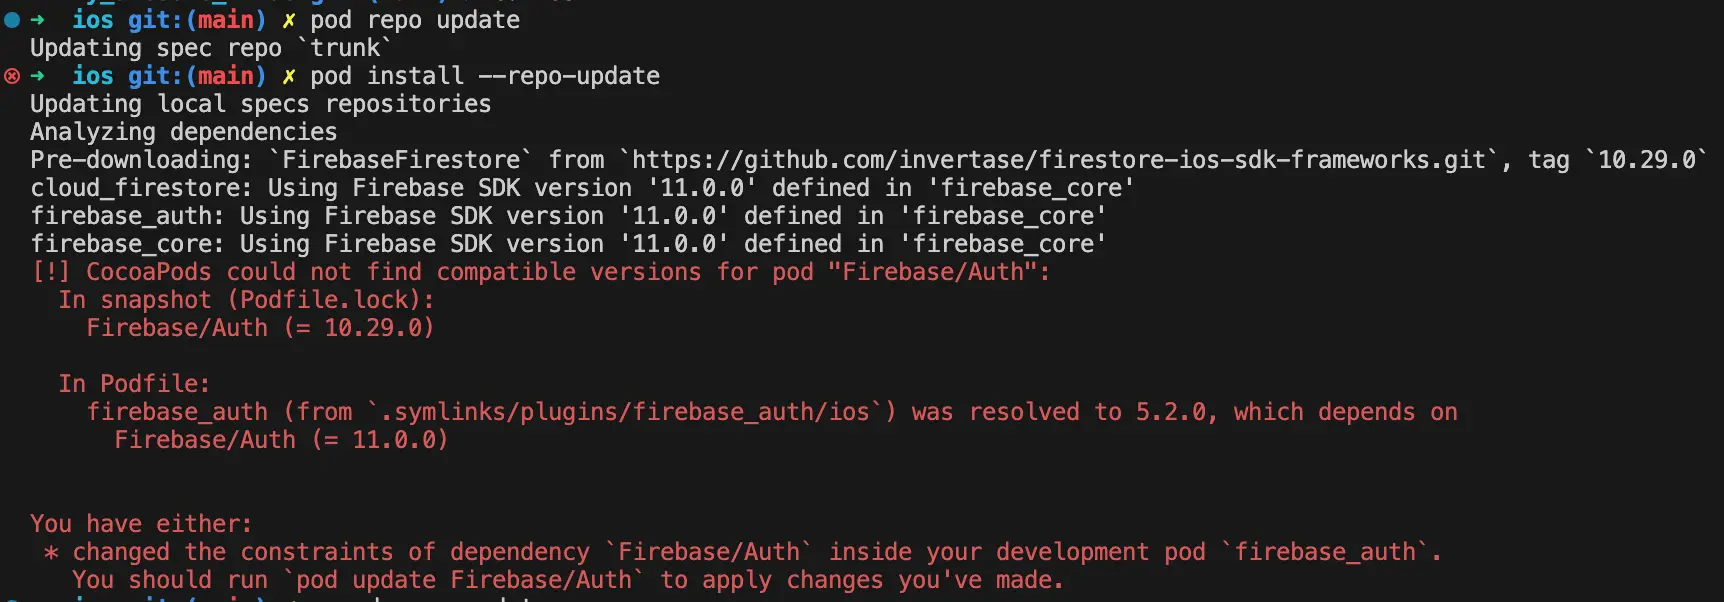 ➜  ios git:(main) ✗ pod repo update
Updating spec repo `trunk`
➜  ios git:(main) ✗ pod install --repo-update
Updating local specs repositories
Analyzing dependencies
Pre-downloading: `FirebaseFirestore` from `https://github.com/invertase/firestore-ios-sdk-frameworks.git`, tag `10.29.0`
cloud_firestore: Using Firebase SDK version '11.0.0' defined in 'firebase_core'
firebase_auth: Using Firebase SDK version '11.0.0' defined in 'firebase_core'
firebase_core: Using Firebase SDK version '11.0.0' defined in 'firebase_core'
[!] CocoaPods could not find compatible versions for pod "Firebase/Auth":
  In snapshot (Podfile.lock):
    Firebase/Auth (= 10.29.0)

  In Podfile:
    firebase_auth (from `.symlinks/plugins/firebase_auth/ios`) was resolved to 5.2.0, which depends on
      Firebase/Auth (= 11.0.0)

You have either:
 * changed the constraints of dependency `Firebase/Auth` inside your development pod `firebase_auth`.
   You should run `pod update Firebase/Auth` to apply changes you've made.